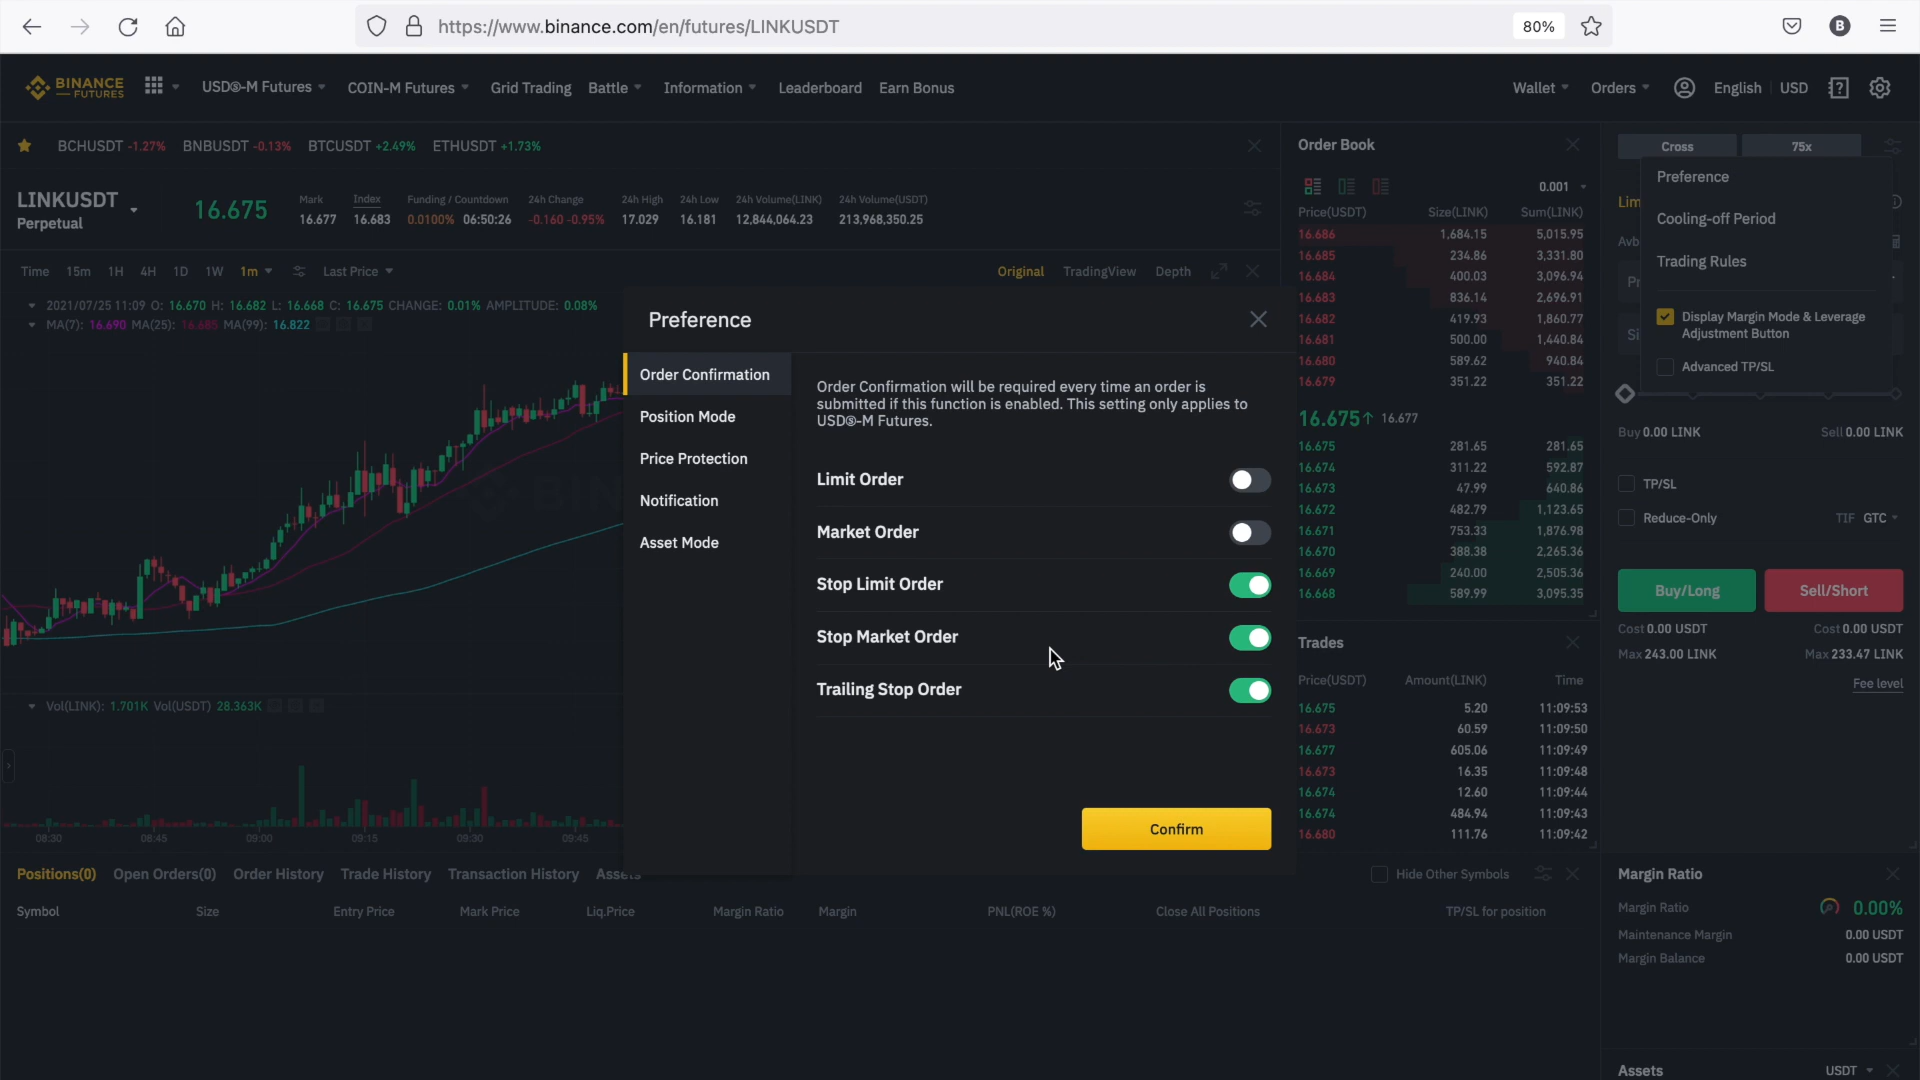 https://www.binance.com/en/futures/LINKUSDT
80%
B
BINANCE
FUTURES
USDⓈ-M Futures
COIN-M Futures
Grid Trading
Battle
Information
Leaderboard
Earn Bonus
Wallet
Orders
English
USD
BCHUSDT -1.27%
BNBUSDT -0.13%
BTCUSDT +2.49%
ETHUSDT +1.73%
LINKUSDT
Perpetual
16.675
Mark
16.677
Index
16.683
Funding / Countdown
0.0100% 06:50:26
24h Change
-0.160 -0.95%
24h High
17.029
24h Low
16.181
24h Volume(LINK)
12,844,064.23
24h Volume(USDT)
213,968,350.25
Time 15m 1H 4H 1D 1W 1m Last Price
Original TradingView Depth
2021/07/25 11:09 O: 16.670 H: 16.682 L: 16.668 C: 16.675 CHANGE: 0.01% AMPLITUDE: 0.08%
MA(7): 16.690 MA(25): 16.685 MA(99): 16.822
BIN
Vol(LINK): 1.701K Vol(USDT) 28.363K
08:30 08:45 09:00 09:15 09:30 09:45
Preference
Order Confirmation
Position Mode
Price Protection
Notification
Asset Mode
Order Confirmation will be required every time an order is
submitted if this function is enabled. This setting only applies to
USDⓈ-M Futures.
Limit Order
Market Order
Stop Limit Order
Stop Market Order
Trailing Stop Order
Confirm
Order Book
0.001
Price(USDT) Size(LINK) Sum(LINK)
16.686 1,684.15 5,015.95
16.685 234.86 3,331.80
16.684 400.03 3,096.94
16.683 836.14 2,696.91
16.682 419.93 1,860.77
16.681 500.00 1,440.84
16.680 589.62 940.84
16.679 351.22 351.22
16.675↑ 16.677
16.675 281.65 281.65
16.674 311.22 592.87
16.673 47.99 640.86
16.672 482.79 1,123.65
16.671 753.33 1,876.98
16.670 388.38 2,265.36
16.669 240.00 2,505.36
16.668 589.99 3,095.35
Trades
Price(USDT) Amount(LINK) Time
16.675 5.20 11:09:53
16.673 60.59 11:09:50
16.677 605.06 11:09:49
16.673 16.35 11:09:48
16.674 12.60 11:09:44
16.674 484.94 11:09:43
16.680 111.76 11:09:42
Cross
75x
Preference
Cooling-off Period
Trading Rules
Display Margin Mode & Leverage
Adjustment Button
Advanced TP/SL
Lim
Avb
Pr
Si
Buy 0.00 LINK
Sell 0.00 LINK
TP/SL
Reduce-Only
TIF GTC
Buy/Long
Sell/Short
Cost 0.00 USDT
Cost 0.00 USDT
Max 243.00 LINK
Max 233.47 LINK
Fee level
Positions(0) Open Orders(0) Order History Trade History Transaction History Assets
Hide Other Symbols
Symbol Size Entry Price Mark Price Liq.Price Margin Ratio Margin PNL(ROE %) Close All Positions TP/SL for position
Margin Ratio
Margin Ratio 0.00%
Maintenance Margin 0.00 USDT
Margin Balance 0.00 USDT
Assets
USDT